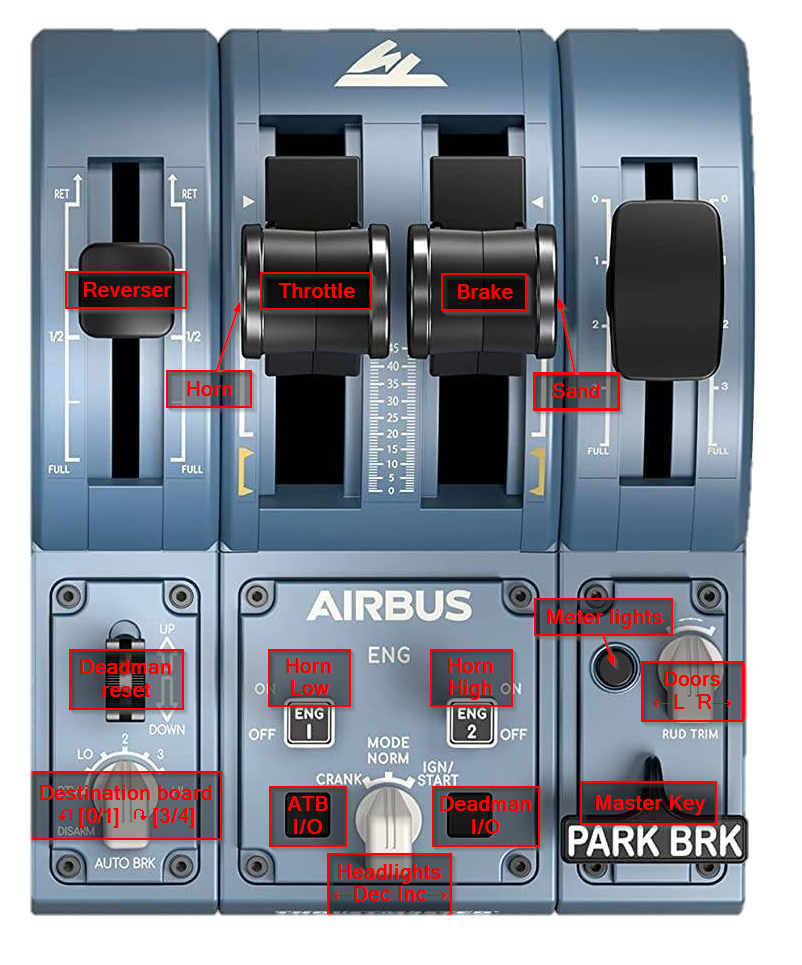 RET
RET
1/2
1/2
FULL
FULL
Reverser
Throttle
Brake
Horn
Sand
45
40
35
30
25
20
15
10
5
0
0
0
1
1
2
2
3
FULL
FULL
AIRBUS
ENG
Meter lights
Deadman
reset
UP
DOWN
Horn
Low
Horn
High
ON
ON
OFF
OFF
ENG
1
ENG
2
MODE
NORM
CRANK
IGN/
START
Doors
←L R→
RUD TRIM
LO
2
3
Destination board
↶ [0/1] ↷ [3/4]
DISARM
AUTO BRK
ATB
I/O
Deadman
I/O
Headlights
←Dec Inc→
Master Key
PARK BRK